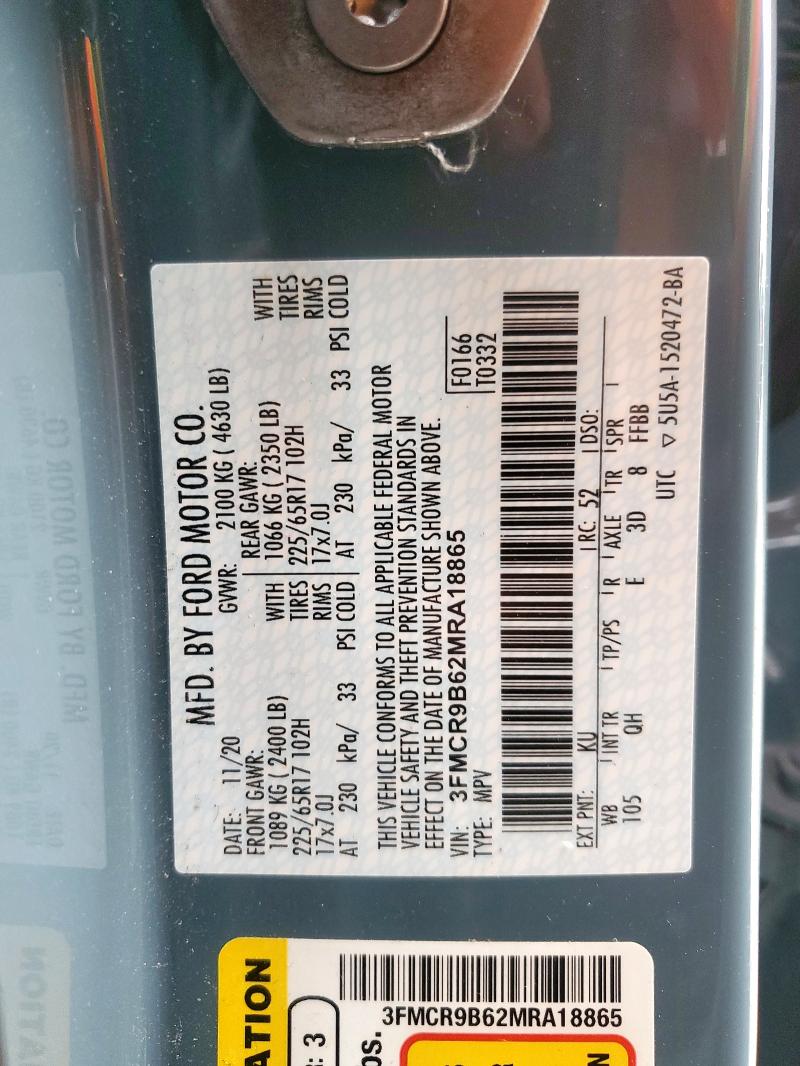 MFD. BY FORD MOTOR CO.
DATE: 11/20 GVWR: 2100 KG ( 4630 LB)
FRONT GAWR: REAR GAWR:
1089 KG ( 2400 LB) WITH 1066 KG ( 2350 LB) WITH
225/65R17 102H TIRES 225/65R17 102H TIRES
17x7.0J RIMS 17x7.0J RIMS
AT 230 kPa/ 33 PSI COLD AT 230 kPa/ 33 PSI COLD
THIS VEHICLE CONFORMS TO ALL APPLICABLE FEDERAL MOTOR
VEHICLE SAFETY AND THEFT PREVENTION STANDARDS IN
EFFECT ON THE DATE OF MANUFACTURE SHOWN ABOVE.
VIN: 3FMCR9B62MRA18865 F0166
TYPE: MPV T0332
EXT PNT: KU RC: 52 DSO:
WB INT TR TP/PS R AXLE TR SPR
105 QH E 3D 8 FFBB
UTC ▽ 5U5A-1520472-BA
ATION
: 3
3FMCR9B62MRA18865
os.
N